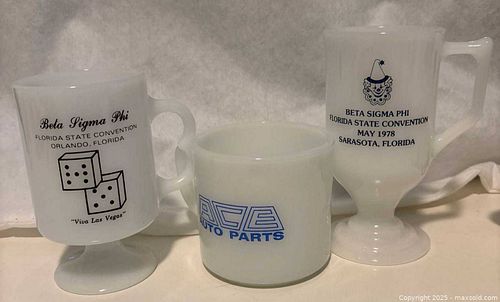 Beta Sigma Phi
FLORIDA STATE CONVENTION
ORLANDO, FLORIDA
"Viva Las Vegas"
ACE
AUTO PARTS
BETA SIGMA PHI
FLORIDA STATE CONVENTION
MAY 1978
SARASOTA, FLORIDA
Copyright 2025 - maxsold.com